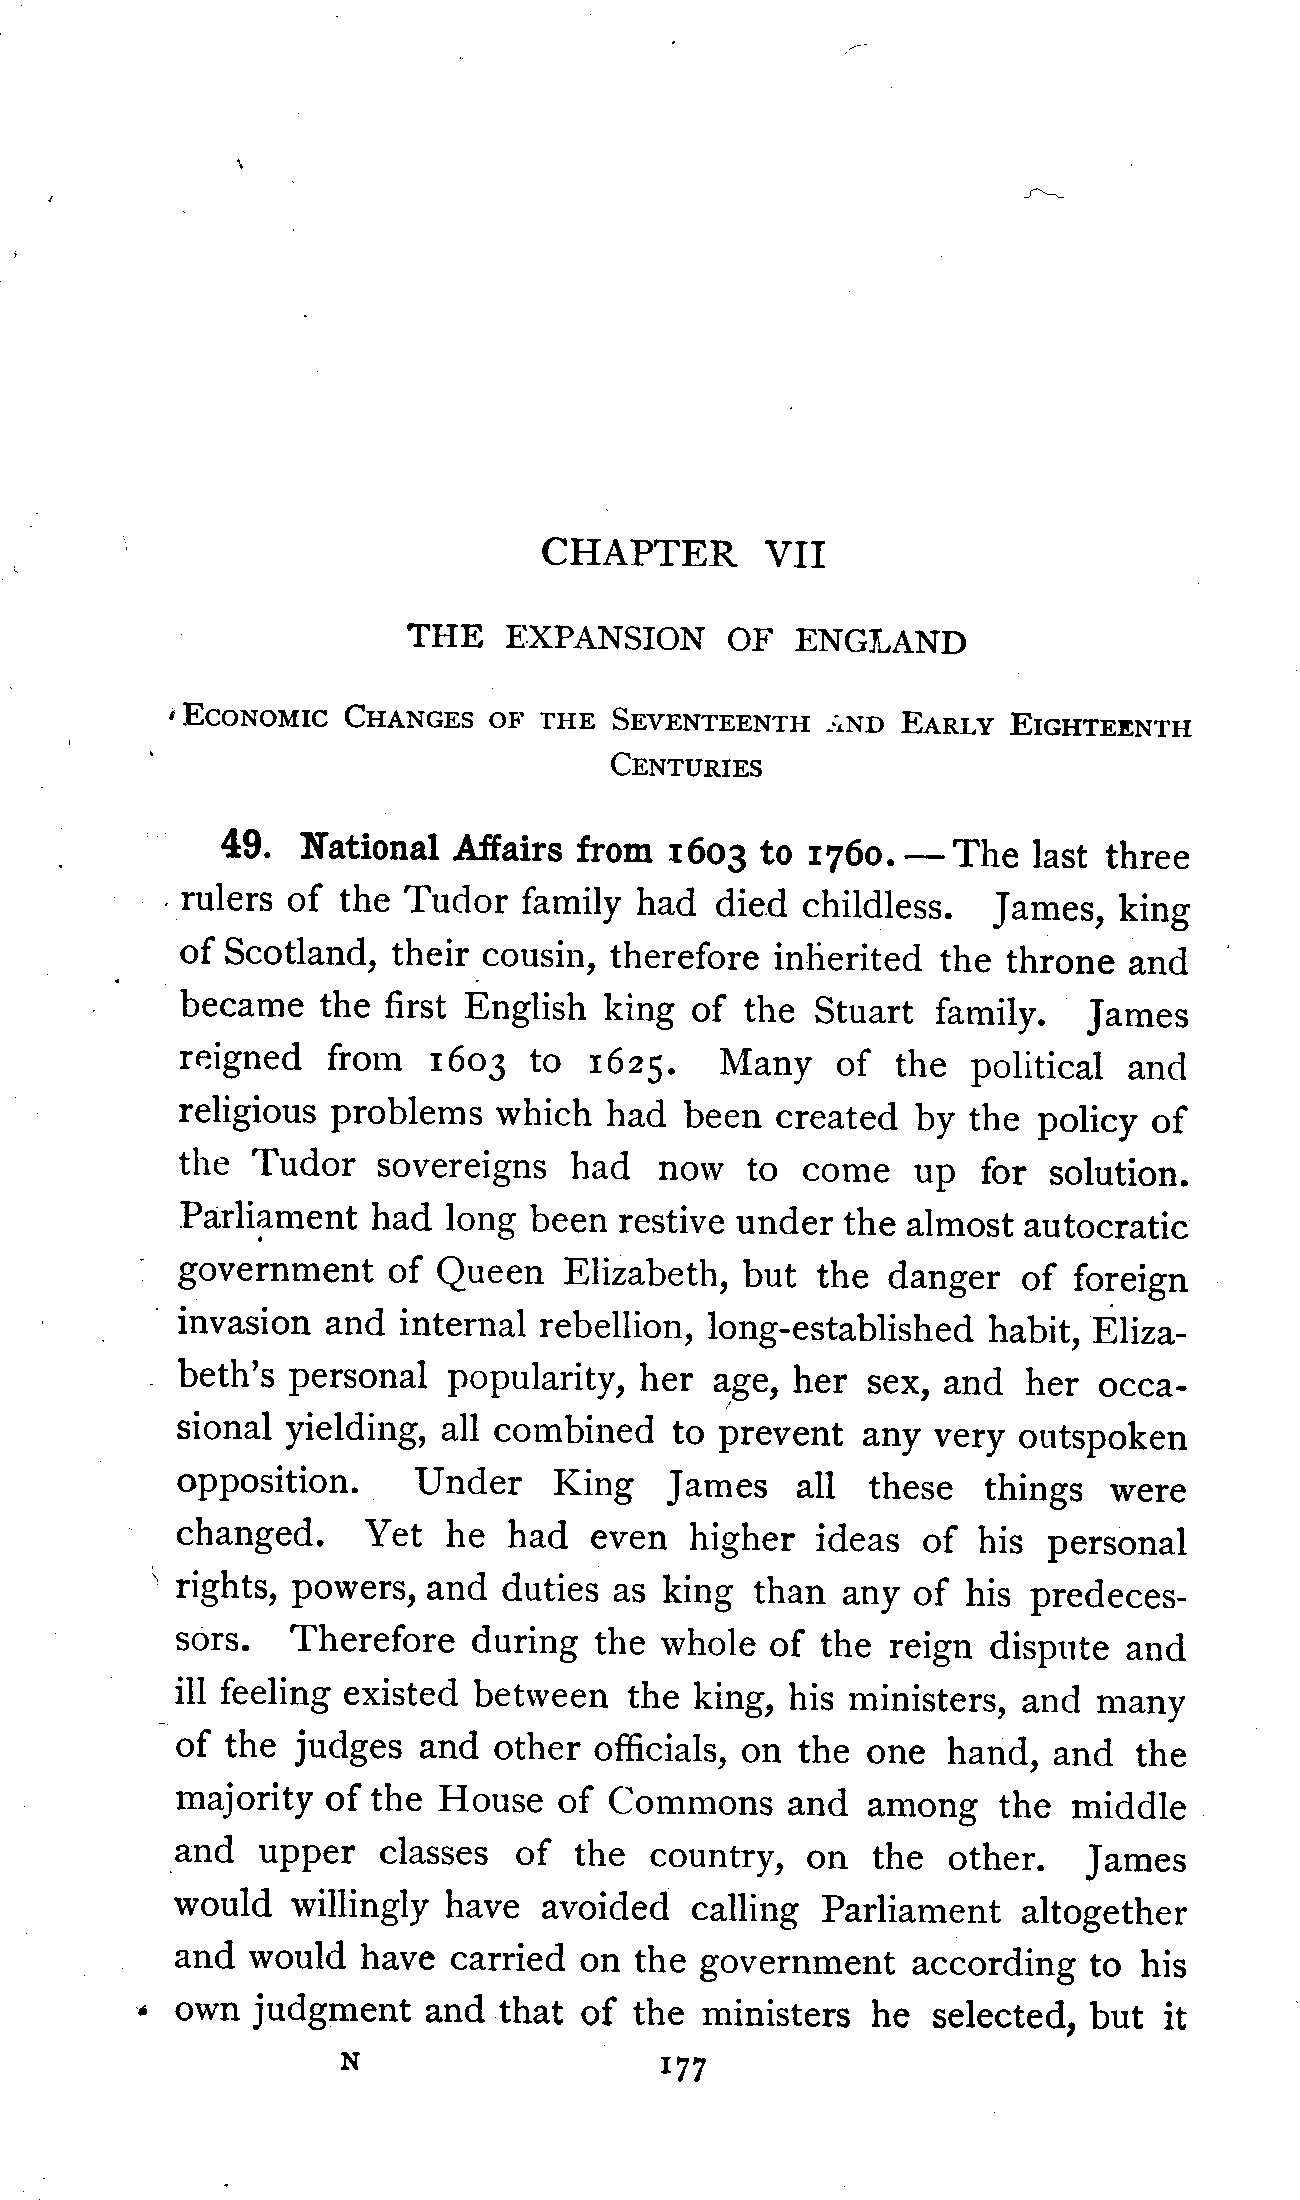 CHAPTER VII
THE EXPANSION OF ENGLAND
ECONOMIC CHANGES OF THE SEVENTEENTH AND EARLY EIGHTEENTH
CENTURIES
49. National Affairs from 1603 to 1760. — The last three
rulers of the Tudor family had died childless. James, king
of Scotland, their cousin, therefore inherited the throne and
became the first English king of the Stuart family. James
reigned from 1603 to 1625. Many of the political and
religious problems which had been created by the policy of
the Tudor sovereigns had now to come up for solution.
Parliament had long been restive under the almost autocratic
government of Queen Elizabeth, but the danger of foreign
invasion and internal rebellion, long-established habit, Eliza-
beth's personal popularity, her age, her sex, and her occa-
sional yielding, all combined to prevent any very outspoken
opposition. Under King James all these things were
changed. Yet he had even higher ideas of his personal
rights, powers, and duties as king than any of his predeces-
sors. Therefore during the whole of the reign dispute and
ill feeling existed between the king, his ministers, and many
of the judges and other officials, on the one hand, and the
majority of the House of Commons and among the middle
and upper classes of the country, on the other. James
would willingly have avoided calling Parliament altogether
and would have carried on the government according to his
own judgment and that of the ministers he selected, but it
N 177